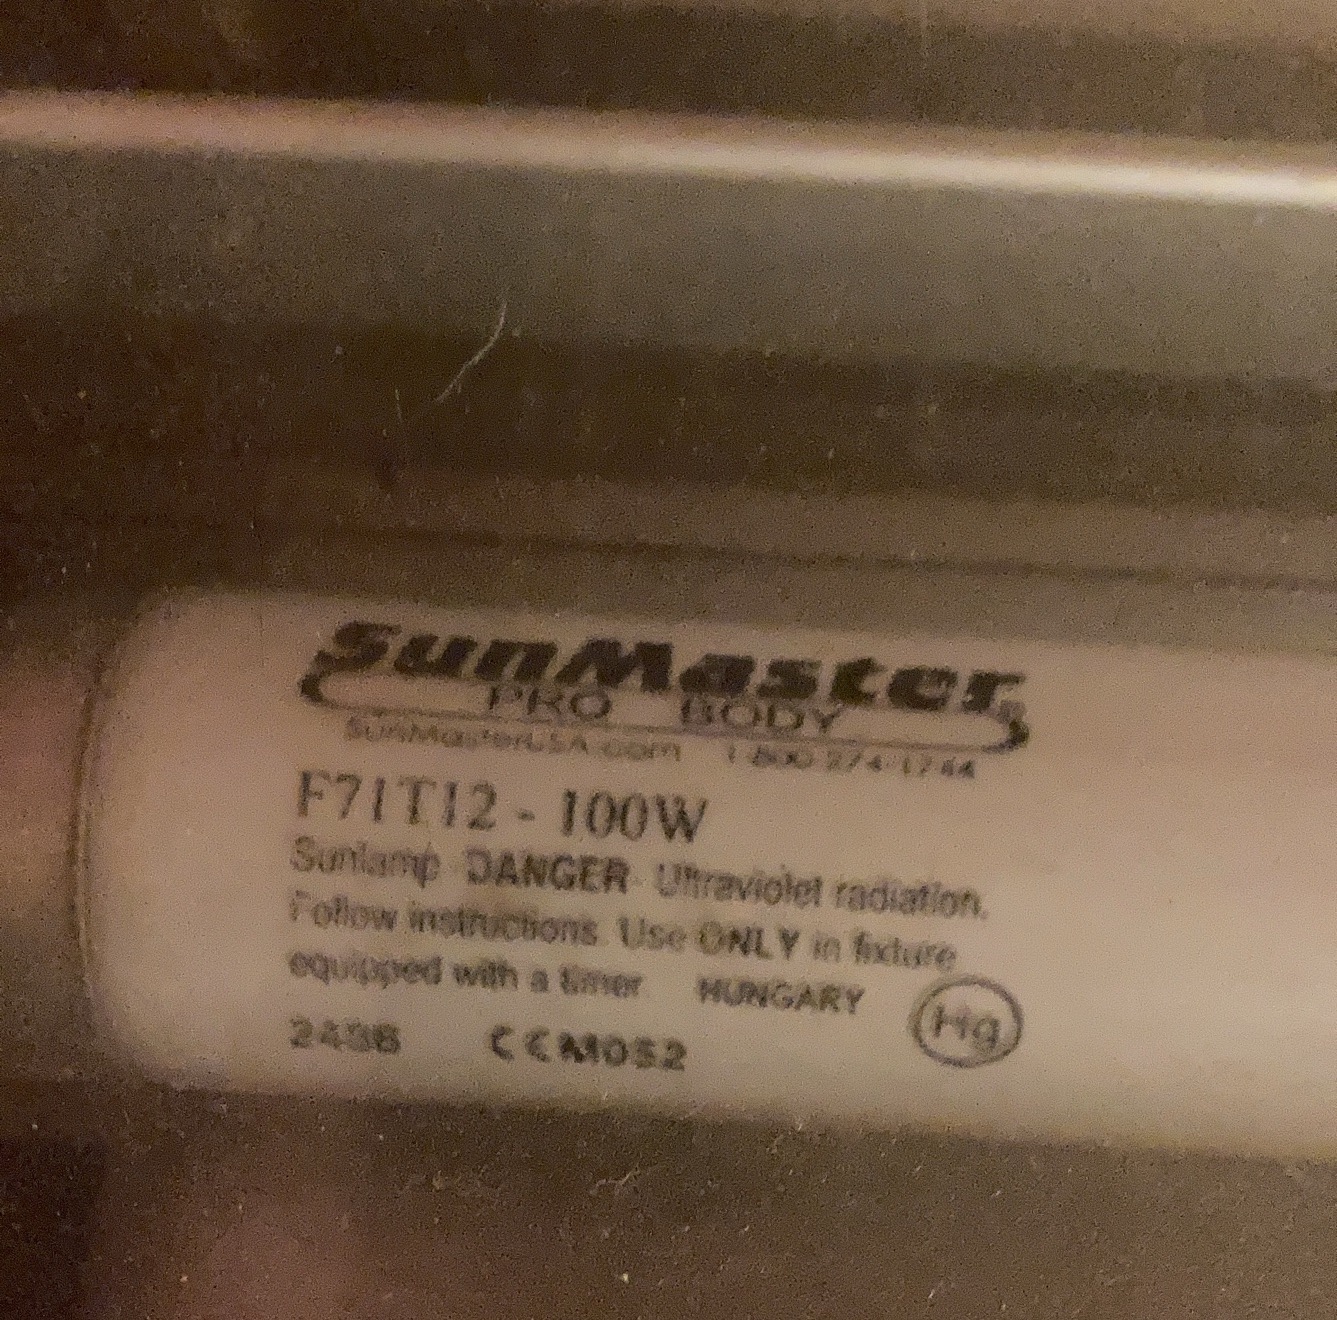 SunMaster®
PRO BODY
SunMasterUSA.com 1-800-274-1744
F71T12 - 100W
Sunlamp DANGER- Ultraviolet radiation.
Follow instructions. Use ONLY in fixture
equipped with a timer. HUNGARY
Hg
CCM052